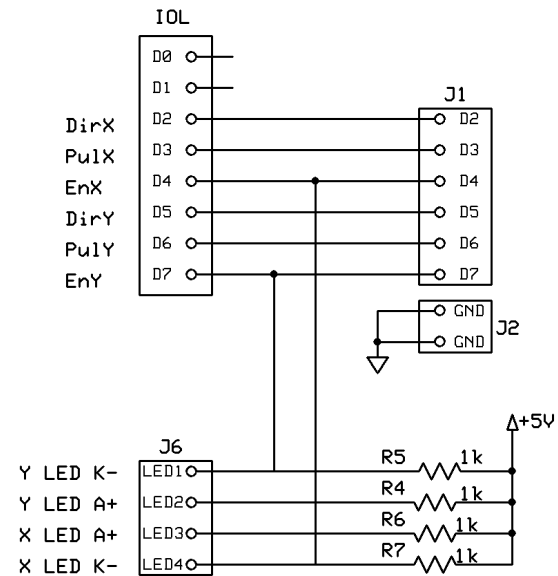 IOL
D0
D1
J1
DirX D2 D2
PulX D3 D3
EnX D4 D4
DirY D5 D5
PulY D6 D6
EnY D7 D7
GND
J2
GND
+5V
J6
Y LED K- LED1 R5 1k
Y LED A+ LED2 R4 1k
X LED A+ LED3 R6 1k
X LED K- LED4 R7 1k